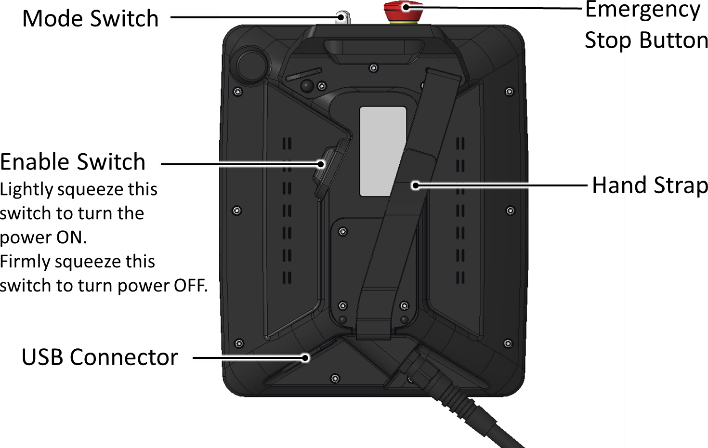 Mode Switch
Emergency
Stop Button
Enable Switch
Lightly squeeze this
switch to turn the
power ON.
Firmly squeeze this
switch to turn power OFF.
Hand Strap
USB Connector